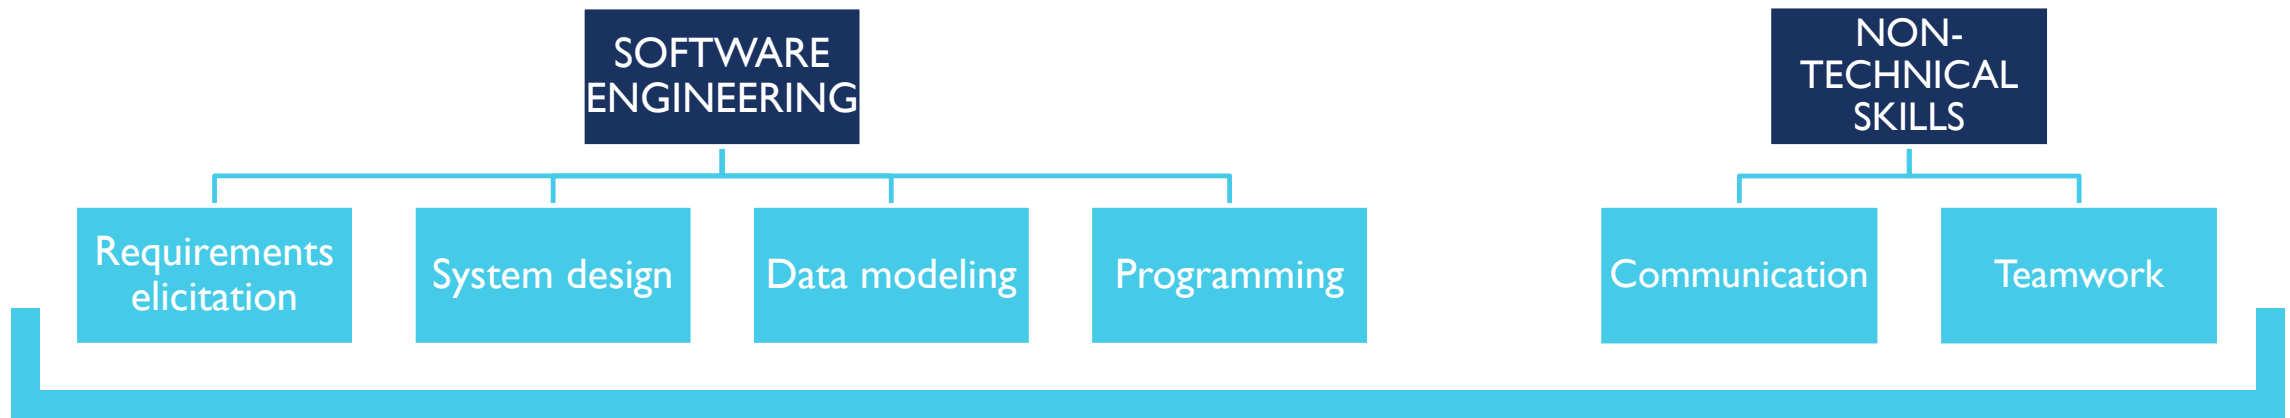 SOFTWARE
ENGINEERING
NON-
TECHNICAL
SKILLS
Requirements
elicitation
System design
Data modeling
Programming
Communication
Teamwork